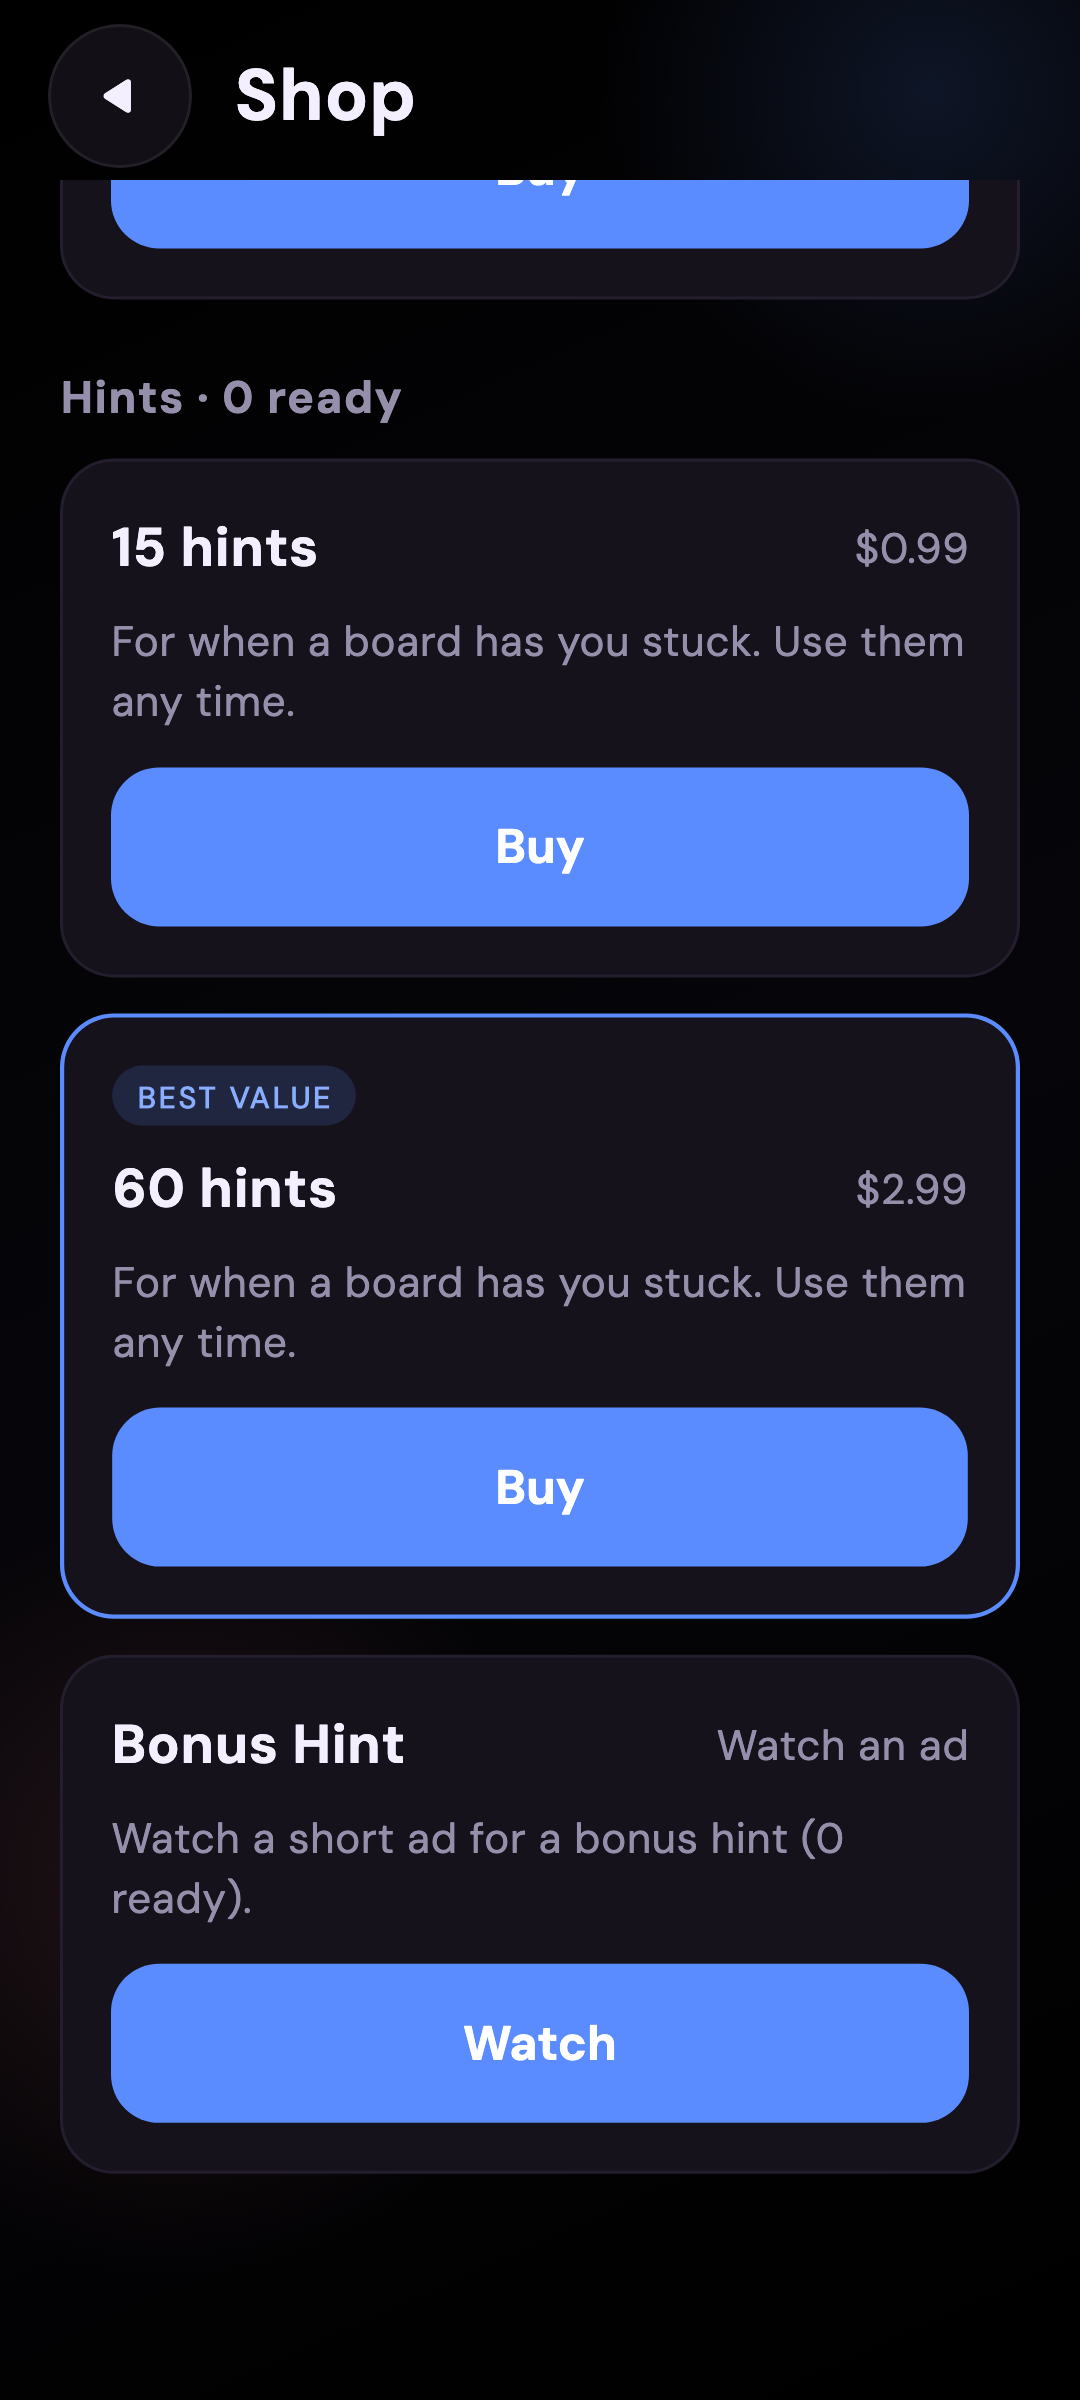 Shop
Buy
Hints · 0 ready
15 hints
$0.99
For when a board has you stuck. Use them
any time.
Buy
BEST VALUE
60 hints
$2.99
For when a board has you stuck. Use them
any time.
Buy
Bonus Hint
Watch an ad
Watch a short ad for a bonus hint (0
ready).
Watch